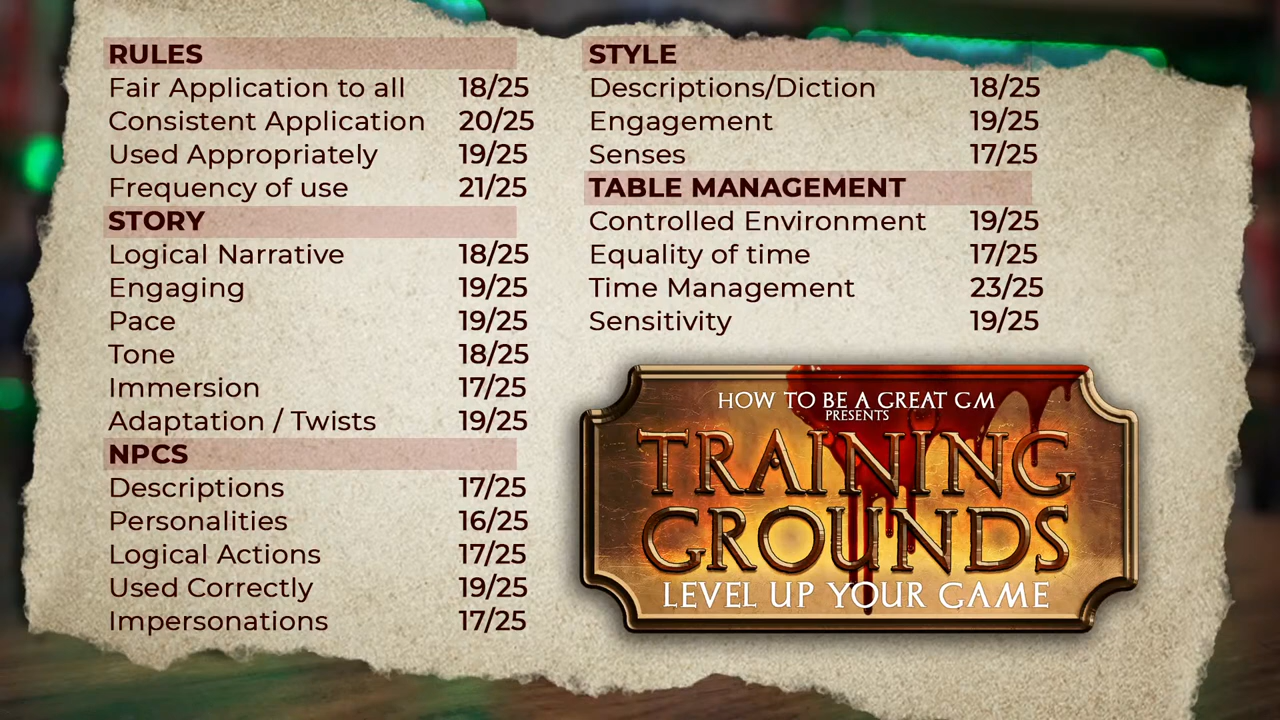 RULES
Fair Application to all 18/25
Consistent Application 20/25
Used Appropriately 19/25
Frequency of use 21/25
STORY
Logical Narrative 18/25
Engaging 19/25
Pace 19/25
Tone 18/25
Immersion 17/25
Adaptation / Twists 19/25
NPCS
Descriptions 17/25
Personalities 16/25
Logical Actions 17/25
Used Correctly 19/25
Impersonations 17/25
STYLE
Descriptions/Diction 18/25
Engagement 19/25
Senses 17/25
TABLE MANAGEMENT
Controlled Environment 19/25
Equality of time 17/25
Time Management 23/25
Sensitivity 19/25
HOW TO BE A GREAT GM
PRESENTS
TRAINING
GROUNDS
LEVEL UP YOUR GAME